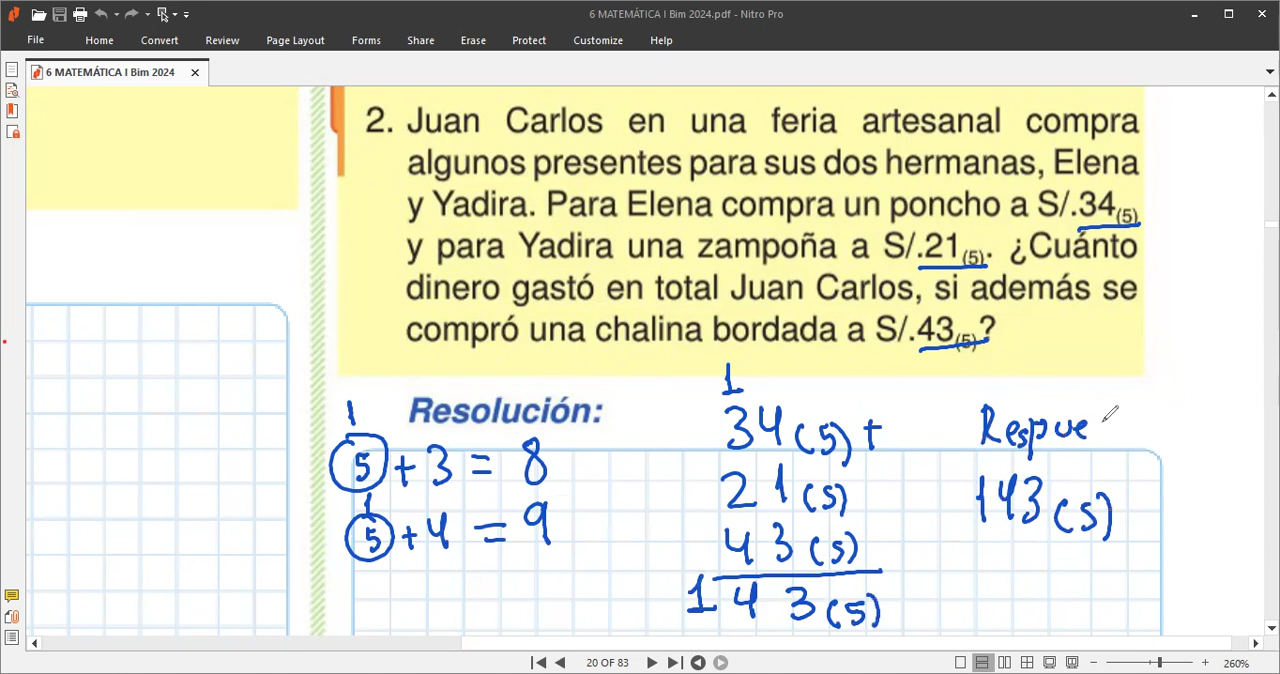 6 MATEMÁTICA I Bim 2024.pdf - Nitro Pro
File Home Convert Review Page Layout Forms Share Erase Protect Customize Help
6 MATEMÁTICA I Bim 2024
2. Juan Carlos en una feria artesanal compra
algunos presentes para sus dos hermanas, Elena
y Yadira. Para Elena compra un poncho a S/.34(5)
y para Yadira una zampoña a S/.21(5). ¿Cuánto
dinero gastó en total Juan Carlos, si además se
compró una chalina bordada a S/.43(5)?
Resolución:
1
5 + 3 = 8
1
5 + 4 = 9
1
34(5)+
21(5)
43(5)
143(5)
Respue
143(5)
20 OF 83
260%